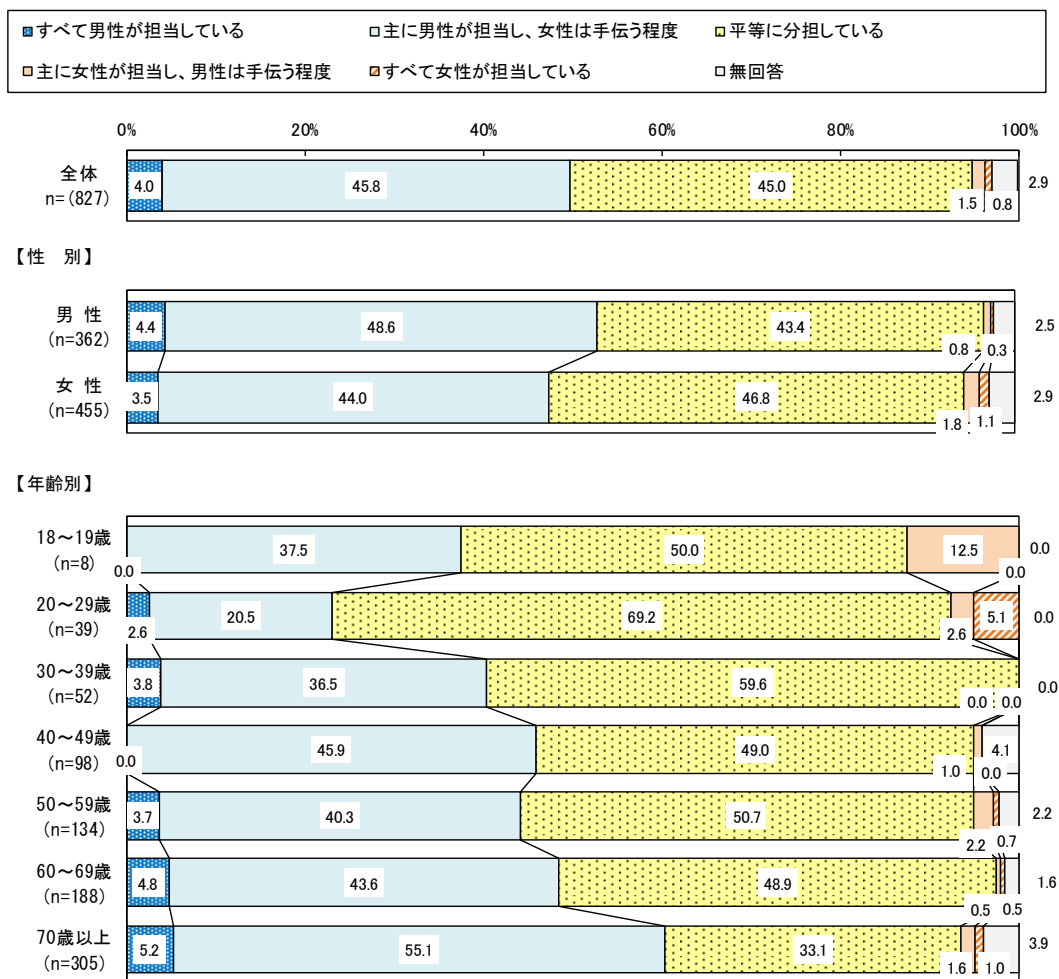 すべて男性が担当している 主に男性が担当し、女性は手伝う程度 平等に分担している
主に女性が担当し、男性は手伝う程度 すべて女性が担当している 無回答
0% 20% 40% 60% 80% 100%
全体
n=(827)
4.0 45.8 45.0 1.5 0.8 2.9
【性 別】
男 性
(n=362)
4.4 48.6 43.4 0.8 0.3 2.5
女 性
(n=455)
3.5 44.0 46.8 1.8 1.1 2.9
【年齢別】
18～19歳
(n=8)
0.0 37.5 50.0 12.5 0.0 0.0
20～29歳
(n=39)
2.6 20.5 69.2 2.6 5.1 0.0
30～39歳
(n=52)
3.8 36.5 59.6 0.0 0.0 0.0
40～49歳
(n=98)
0.0 45.9 49.0 1.0 0.0 4.1
50～59歳
(n=134)
3.7 40.3 50.7 2.2 0.7 2.2
60～69歳
(n=188)
4.8 43.6 48.9 0.5 0.5 1.6
70歳以上
(n=305)
5.2 55.1 33.1 1.6 1.0 3.9